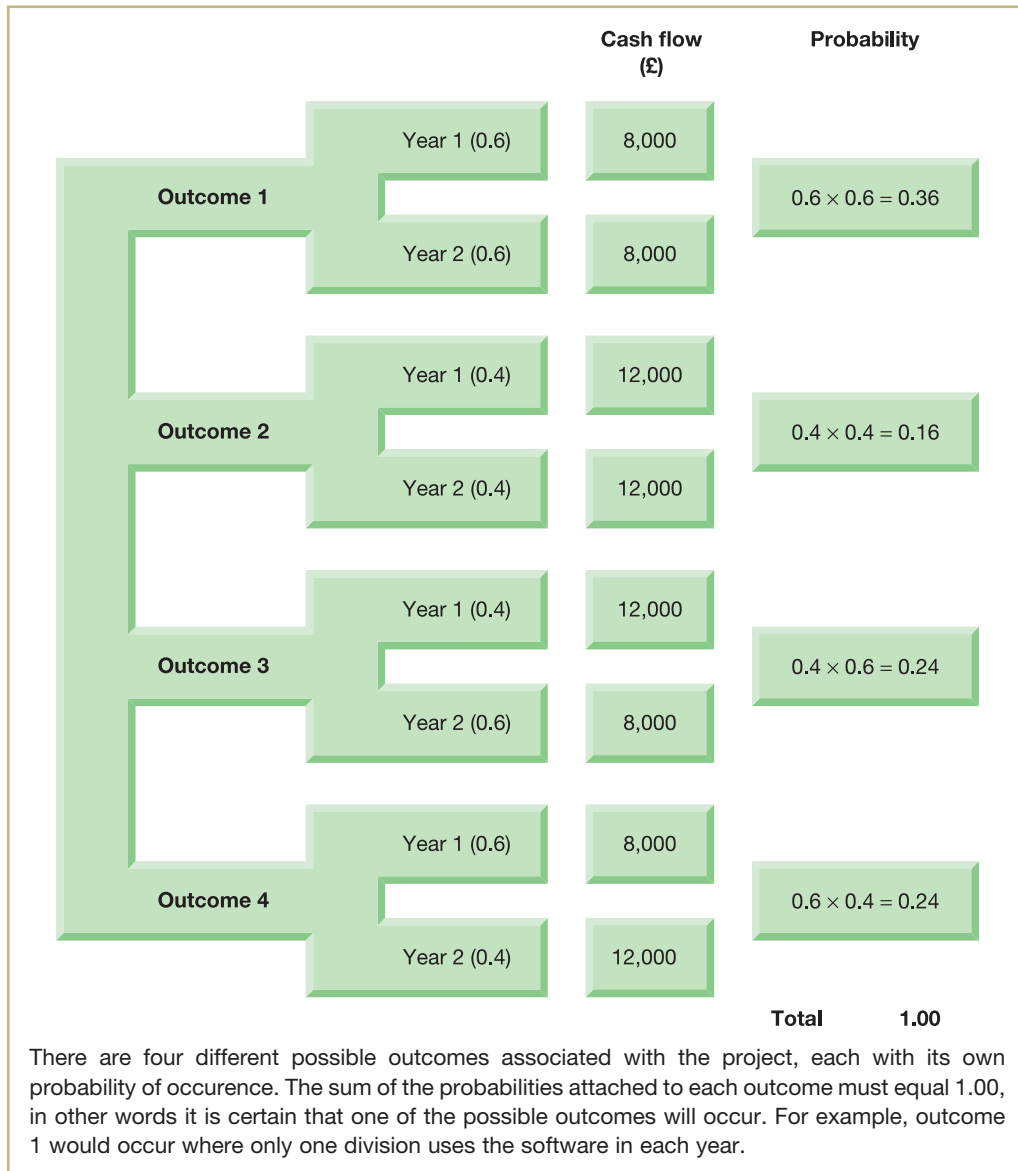 Cash flow Probability
(£)
Year 1 (0.6) 8,000
Outcome 1 0.6 × 0.6 = 0.36
Year 2 (0.6) 8,000
Year 1 (0.4) 12,000
Outcome 2 0.4 × 0.4 = 0.16
Year 2 (0.4) 12,000
Year 1 (0.4) 12,000
Outcome 3 0.4 × 0.6 = 0.24
Year 2 (0.6) 8,000
Year 1 (0.6) 8,000
Outcome 4 0.6 × 0.4 = 0.24
Year 2 (0.4) 12,000
Total 1.00
There are four different possible outcomes associated with the project, each with its own
probability of occurence. The sum of the probabilities attached to each outcome must equal 1.00,
in other words it is certain that one of the possible outcomes will occur. For example, outcome
1 would occur where only one division uses the software in each year.